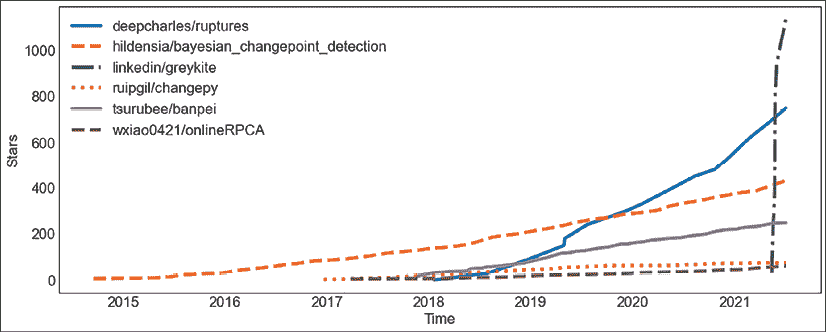 deepcharles/ruptures
hildensia/bayesian_changepoint_detection
linkedin/greykite
ruipgil/changepy
tsurubee/banpei
wxiao0421/onlineRPCA
1000
800
600
400
200
0
Stars
2015 2016 2017 2018 2019 2020 2021
Time